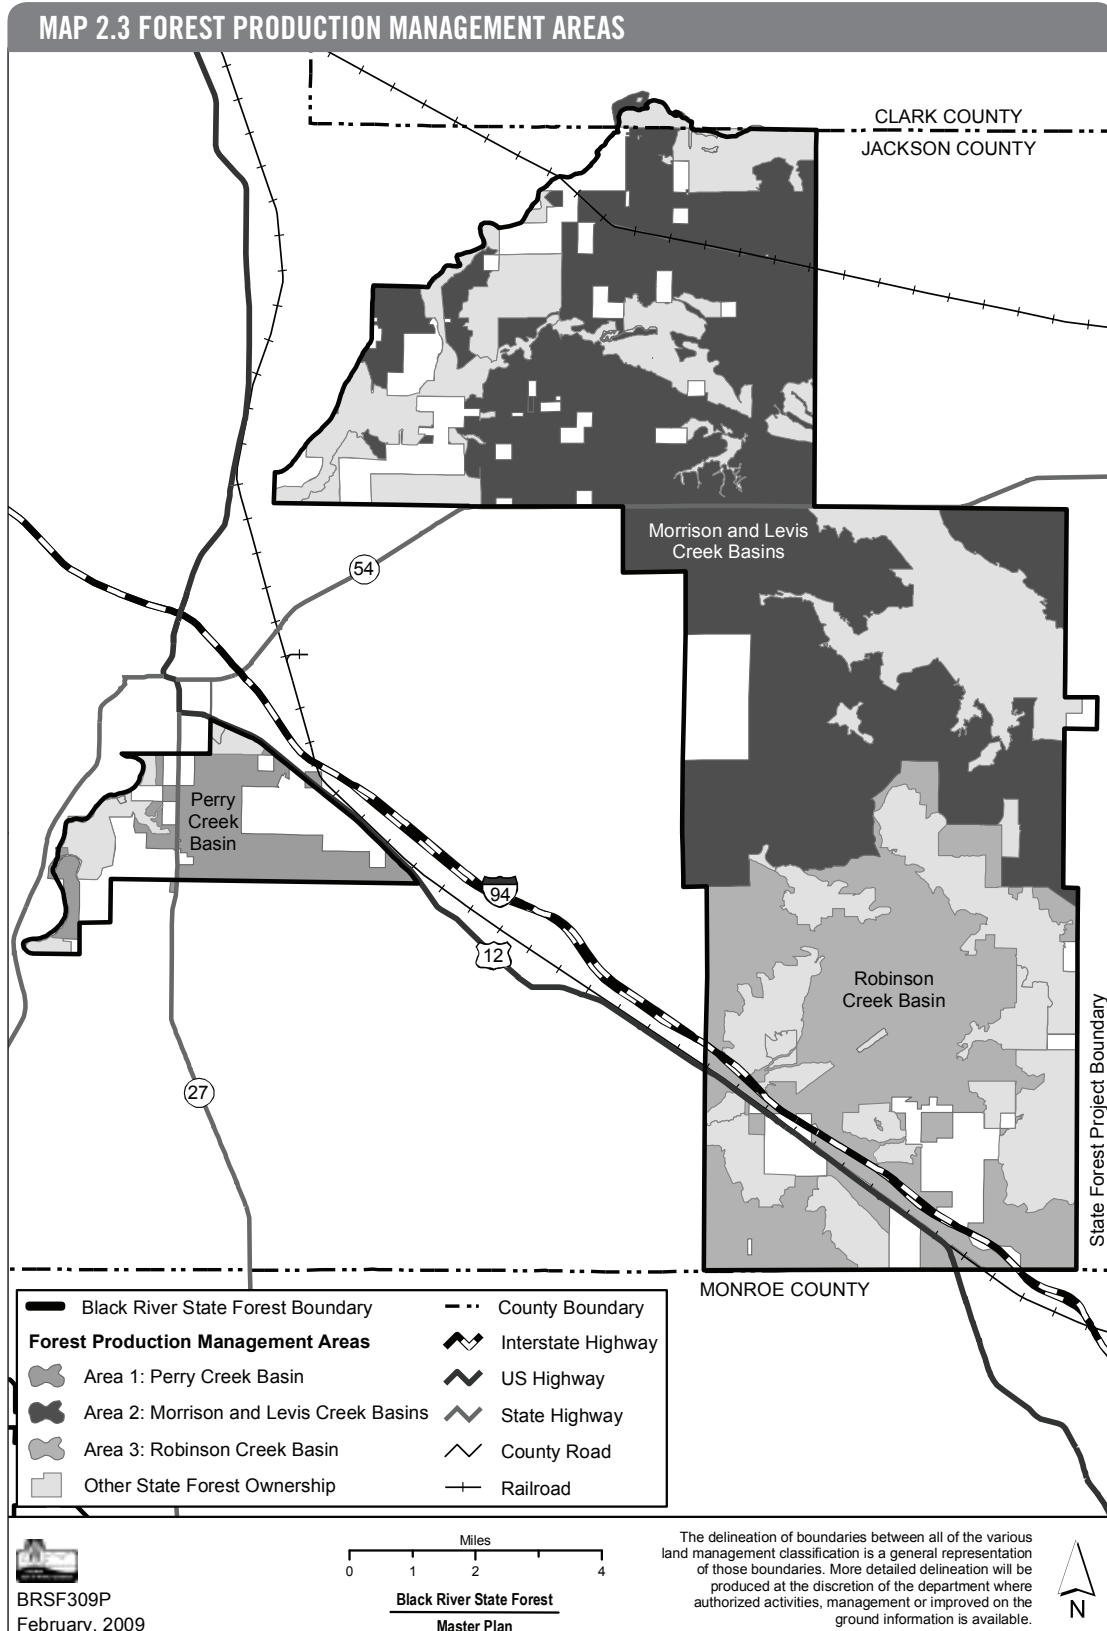 MAP 2.3 FOREST PRODUCTION MANAGEMENT AREAS
CLARK COUNTY
JACKSON COUNTY
Morrison and Levis
Creek Basins
54
Perry
Creek
Basin
94
12
Robinson
Creek Basin
27
State Forest Project Boundary
MONROE COUNTY
Black River State Forest Boundary
Forest Production Management Areas
Area 1: Perry Creek Basin
Area 2: Morrison and Levis Creek Basins
Area 3: Robinson Creek Basin
Other State Forest Ownership
County Boundary
Interstate Highway
US Highway
State Highway
County Road
Railroad
BRSF309P
February, 2009
Miles
0 1 2 4
Black River State Forest
Master Plan
The delineation of boundaries between all of the various
land management classification is a general representation
of those boundaries. More detailed delineation will be
produced at the discretion of the department where
authorized activities, management or improved on the
ground information is available.
N